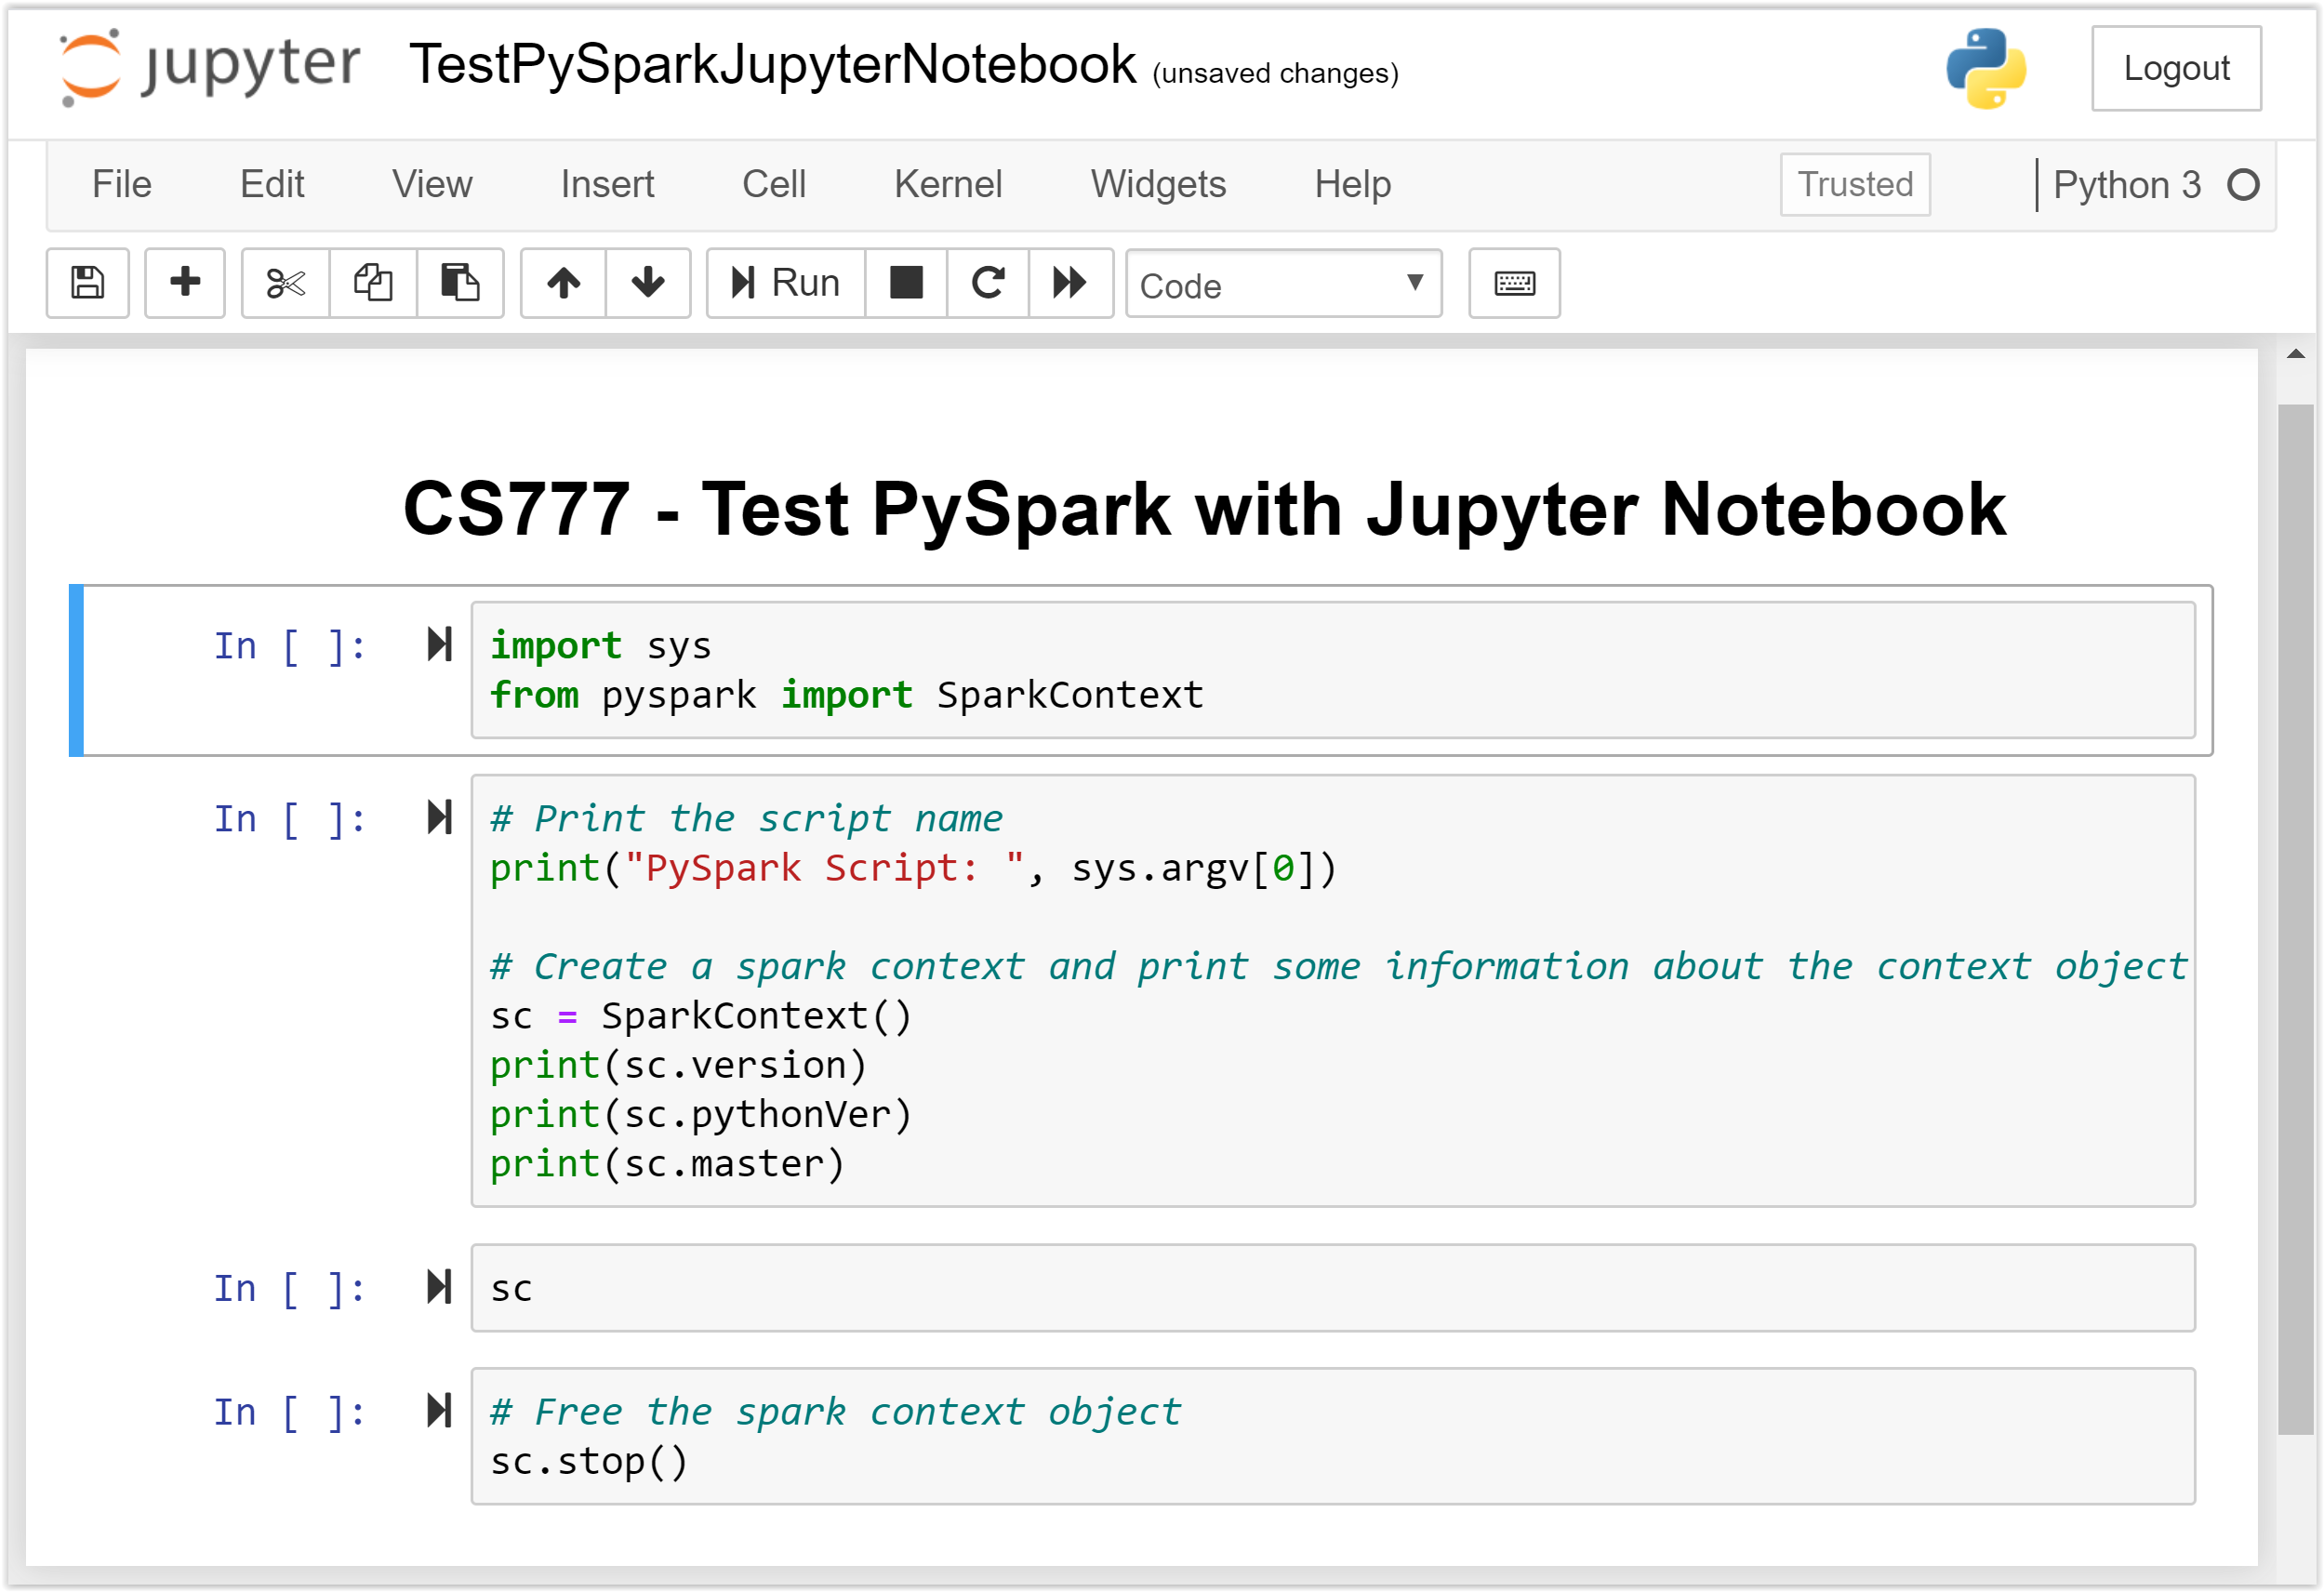 jupyter TestPySparkJupyterNotebook (unsaved changes) Logout
File Edit View Insert Cell Kernel Widgets Help Trusted Python 3
Run Code
CS777 - Test PySpark with Jupyter Notebook
In [ ]: import sys
from pyspark import SparkContext
In [ ]: # Print the script name
print("PySpark Script: ", sys.argv[0])
# Create a spark context and print some information about the context object
sc = SparkContext()
print(sc.version)
print(sc.pythonVer)
print(sc.master)
In [ ]: sc
In [ ]: # Free the spark context object
sc.stop()